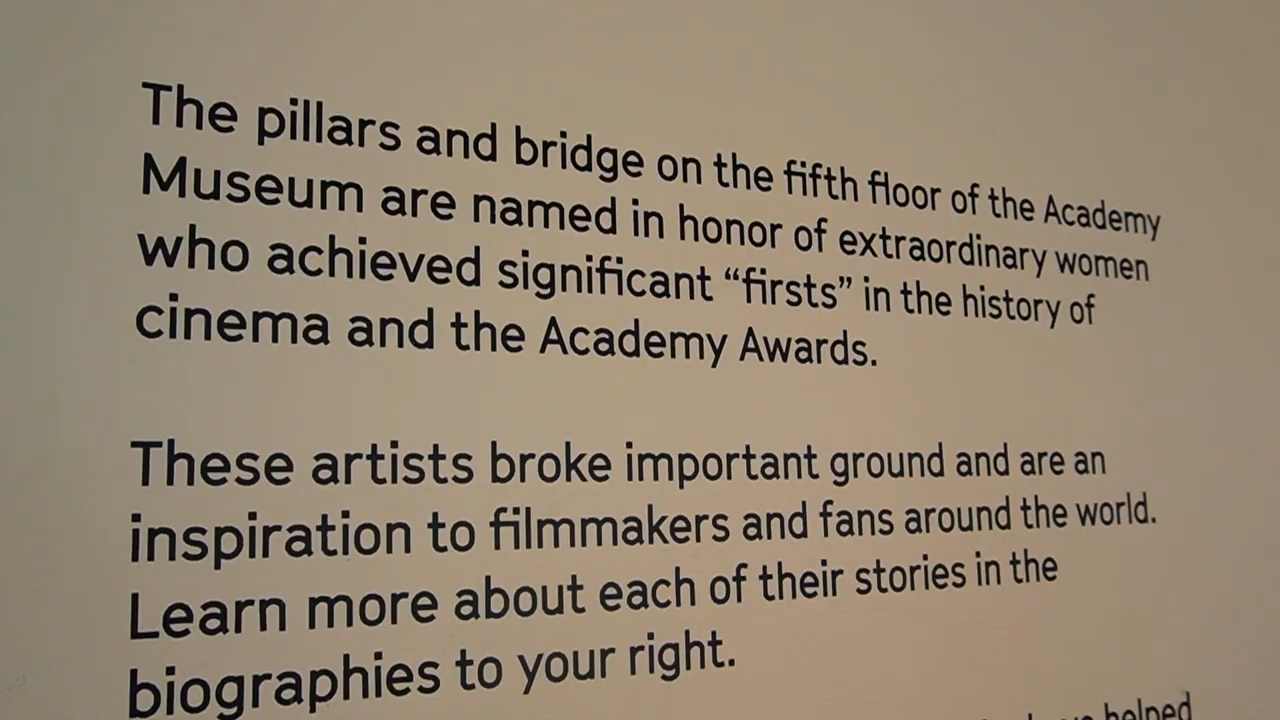 The pillars and bridge on the fifth floor of the Academy
Museum are named in honor of extraordinary women
who achieved significant “firsts” in the history of
cinema and the Academy Awards.
These artists broke important ground and are an
inspiration to filmmakers and fans around the world.
Learn more about each of their stories in the
biographies to your right.
helped